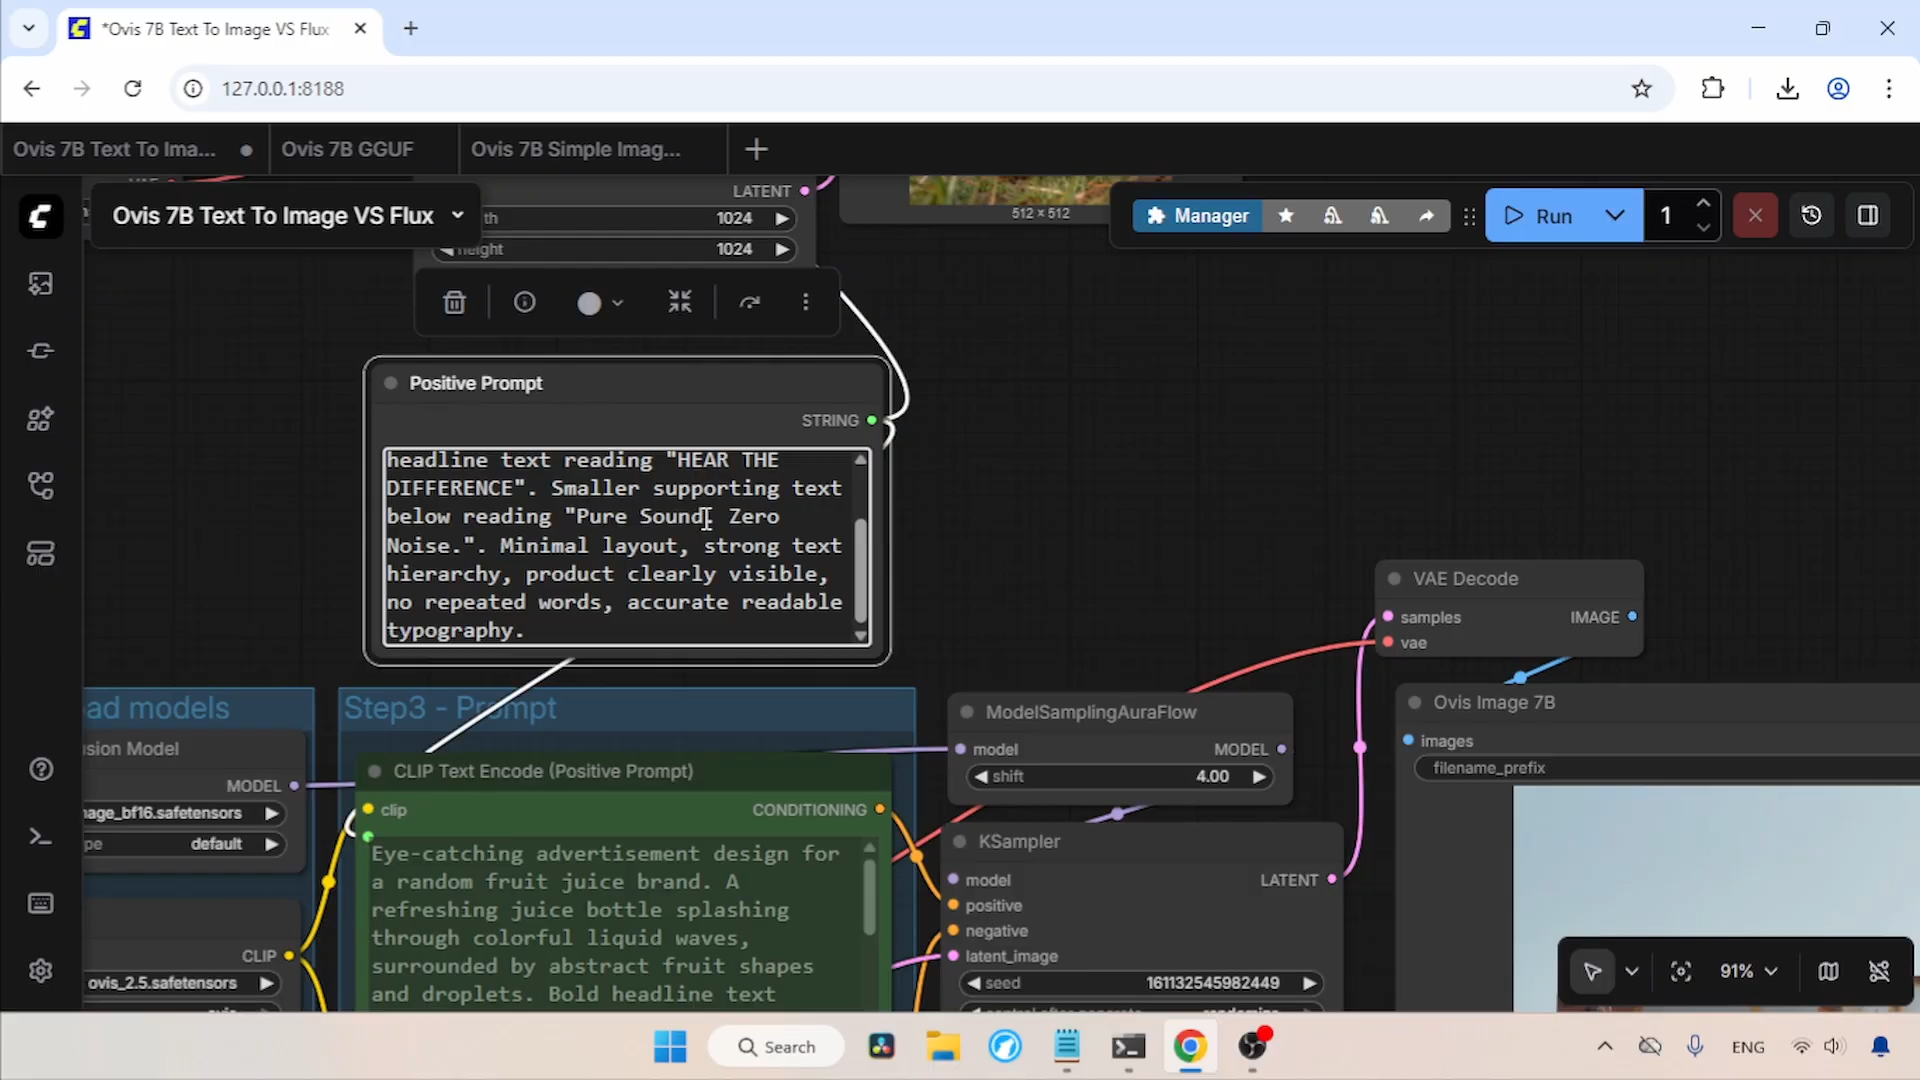 *Ovis 7B Text To Image VS Flux
127.0.0.1:8188
Ovis 7B Text To Ima...
Ovis 7B GGUF
Ovis 7B Simple Imag...
Ovis 7B Text To Image VS Flux
LATENT
1024
height
1024
512 × 512
Manager
Run
1
Positive Prompt
STRING
headline text reading "HEAR THE
DIFFERENCE". Smaller supporting text
below reading "Pure Sound. Zero
Noise.". Minimal layout, strong text
hierarchy, product clearly visible,
no repeated words, accurate readable
typography.
ad models
usion Model
MODEL
nage_bf16.safetensors
pe default
CLIP
ovis_2.5.safetensors
Step3 - Prompt
CLIP Text Encode (Positive Prompt)
clip
CONDITIONING
Eye-catching advertisement design for
a random fruit juice brand. A
refreshing juice bottle splashing
through colorful liquid waves,
surrounded by abstract fruit shapes
and droplets. Bold headline text
ModelSamplingAuraFlow
model
MODEL
shift
4.00
KSampler
model
LATENT
positive
negative
latent_image
seed
161132545982449
VAE Decode
samples
IMAGE
vae
Ovis Image 7B
images
filename_prefix
91%
Search
ENG